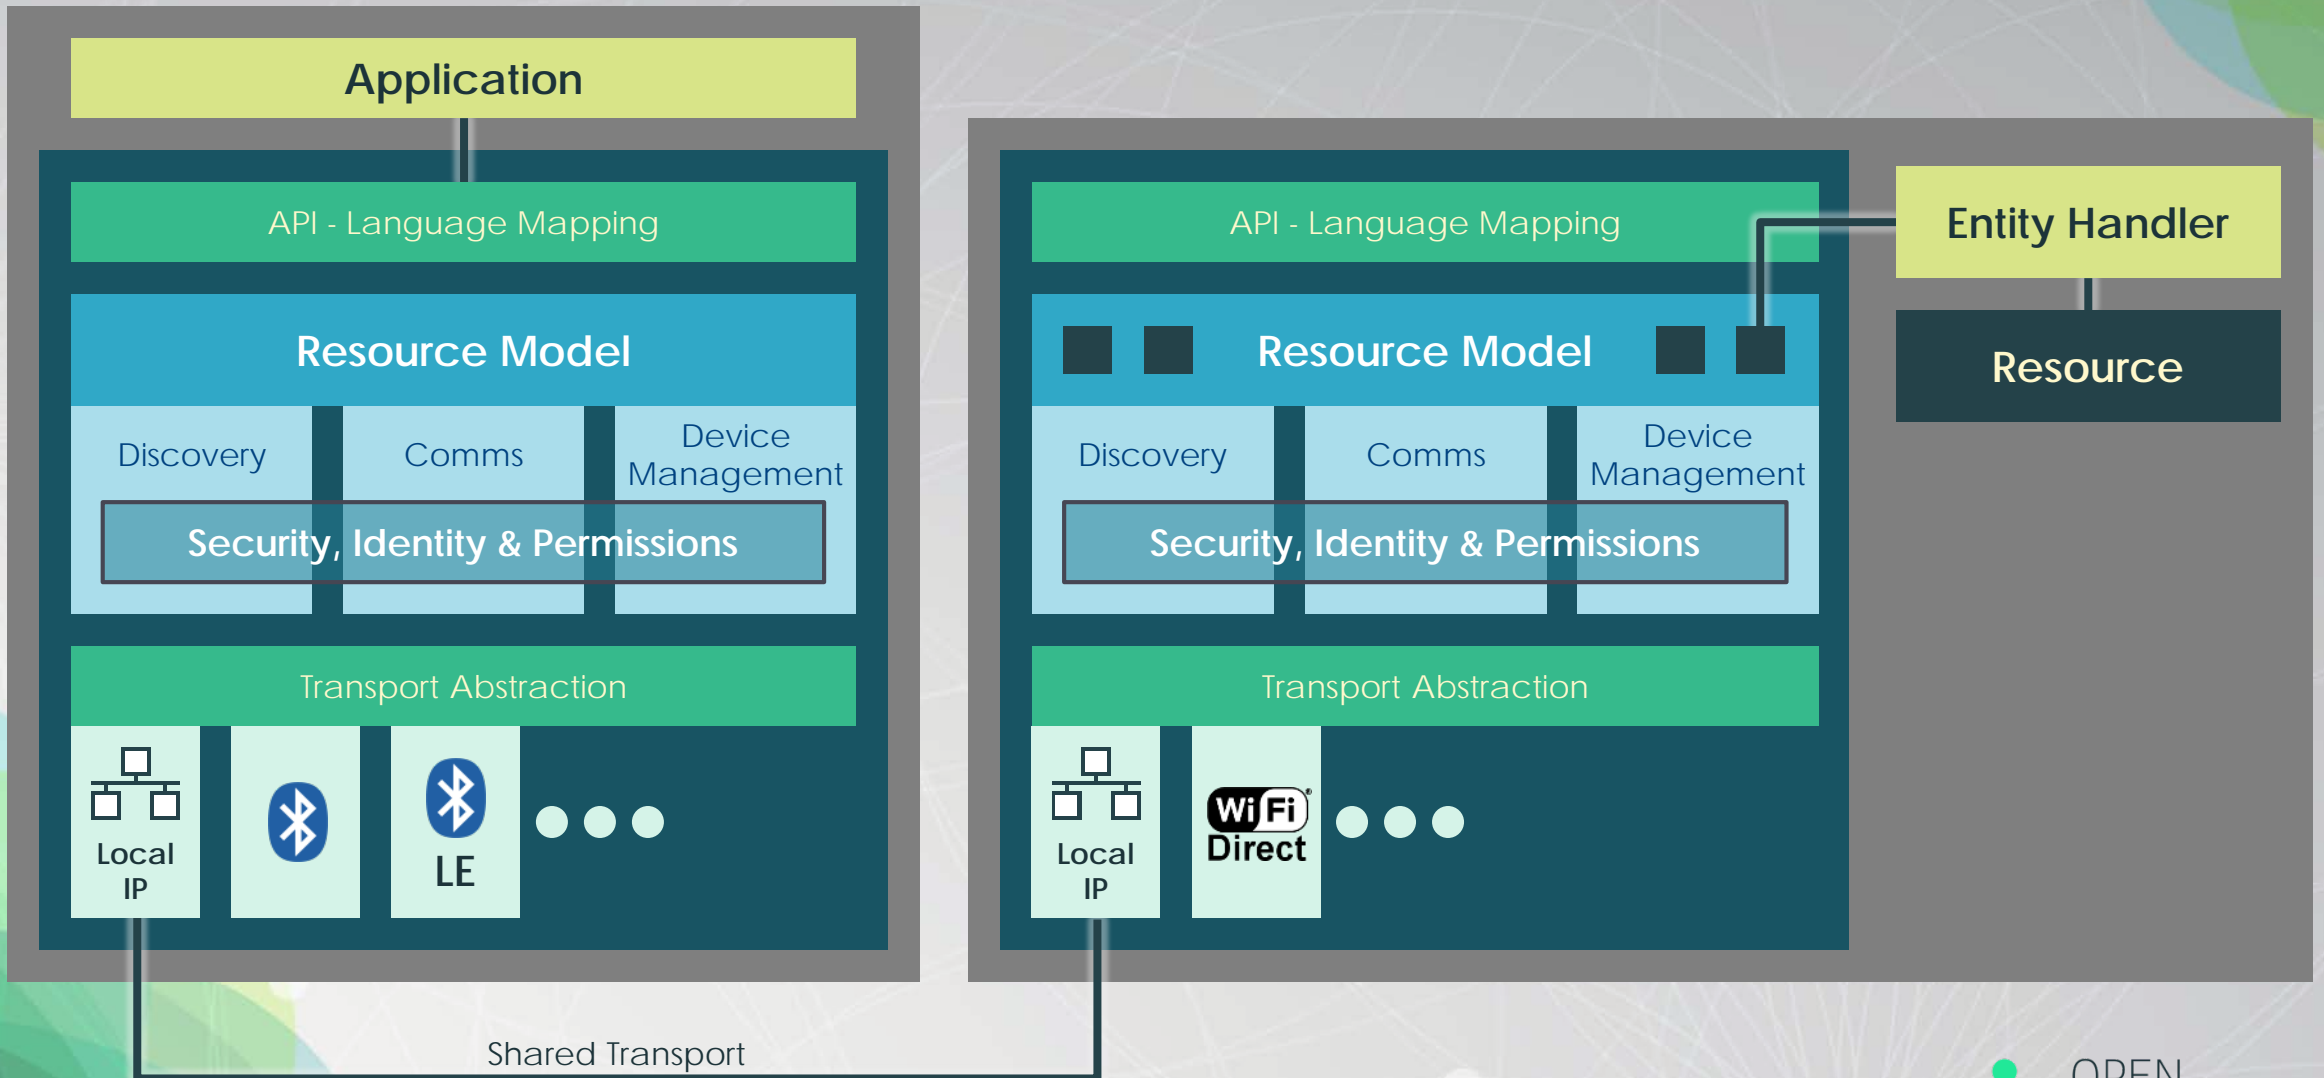 Application
API - Language Mapping
Resource Model
Discovery
Comms
Device
Management
Security, Identity & Permissions
Transport Abstraction
Local
IP
LE
API - Language Mapping
Resource Model
Discovery
Comms
Device
Management
Security, Identity & Permissions
Transport Abstraction
Local
IP
Wi Fi®
Direct
Entity Handler
Resource
Shared Transport
OPEN